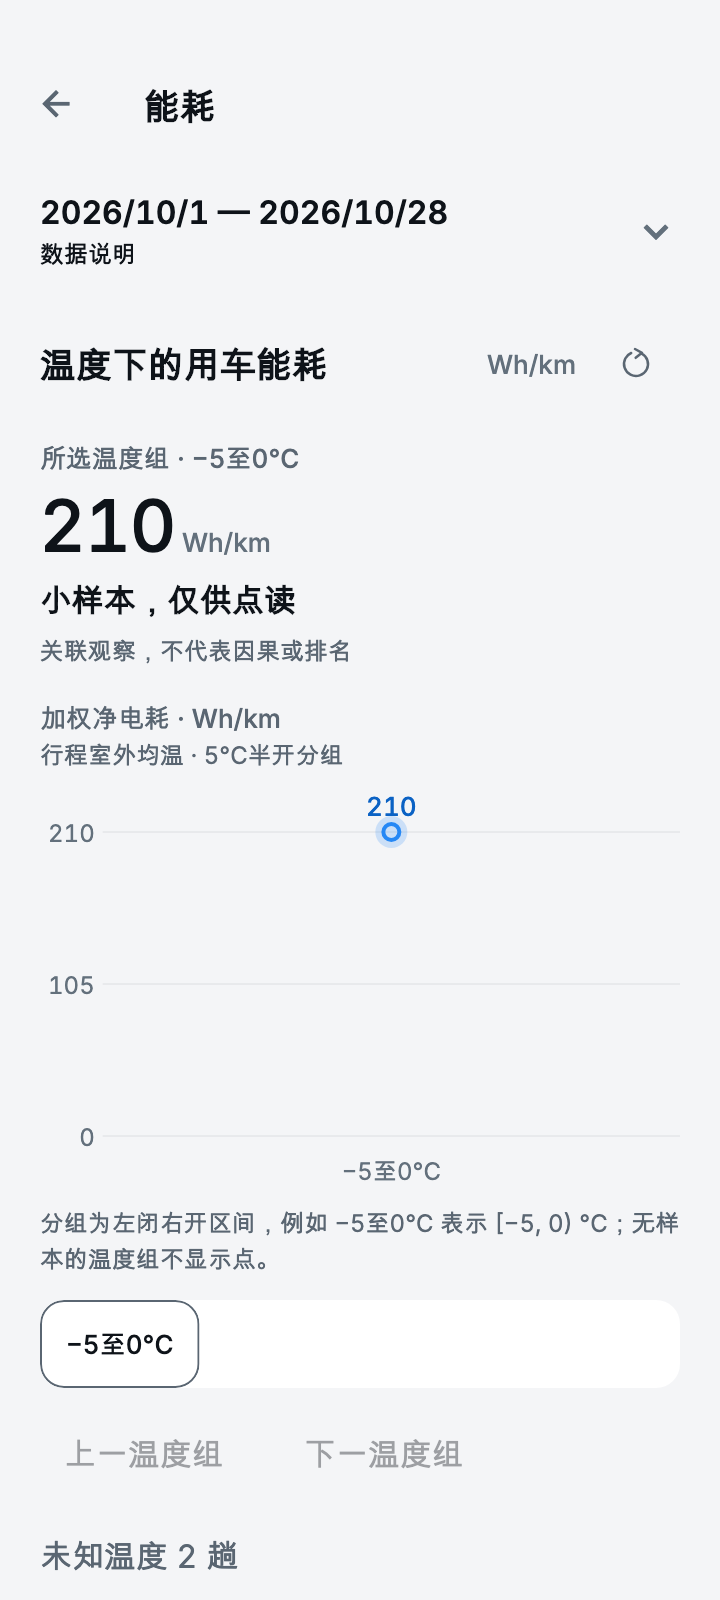 能耗
2026/10/1 — 2026/10/28
数据说明
温度下的用车能耗
Wh/km
所选温度组 · −5至0°C
210 Wh/km
小样本，仅供点读
关联观察，不代表因果或排名
加权净电耗 · Wh/km
行程室外均温 · 5°C半开分组
210
210
105
0
−5至0°C
分组为左闭右开区间，例如 −5至0°C 表示 [−5, 0) °C；无样
本的温度组不显示点。
−5至0°C
上一温度组 下一温度组
未知温度 2 趟